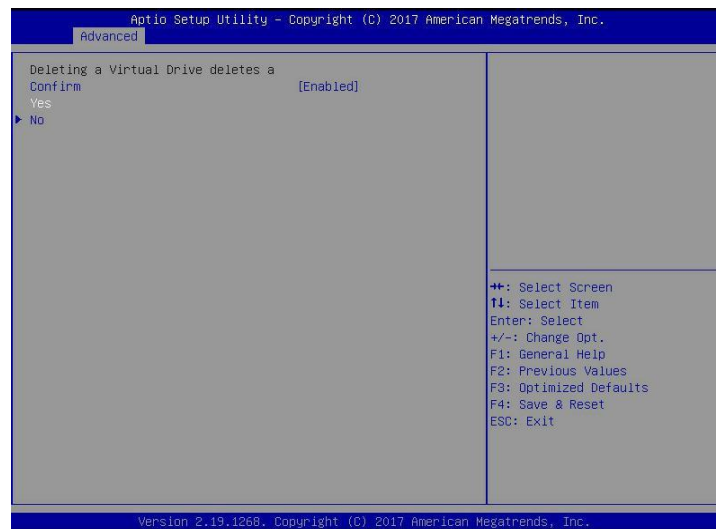 Aptio Setup Utility – Copyright (C) 2017 American Megatrends, Inc.
Advanced
Deleting a Virtual Drive deletes a
Confirm [Enabled]
Yes
No
→←: Select Screen
↑↓: Select Item
Enter: Select
+/-: Change Opt.
F1: General Help
F2: Previous Values
F3: Optimized Defaults
F4: Save & Reset
ESC: Exit
Version 2.19.1268. Copyright (C) 2017 American Megatrends, Inc.